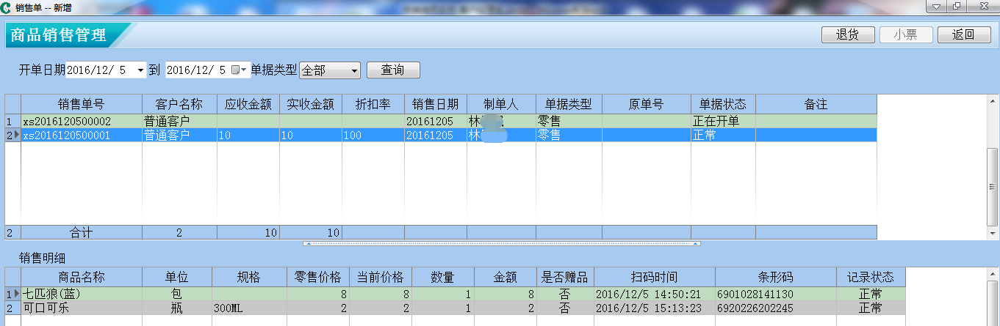 销售单 -- 新增
商品销售管理 退货 小票 返回
开单日期 2016/12/ 5 到 2016/12/ 5 单据类型 全部 查询
销售单号 客户名称 应收金额 实收金额 折扣率 销售日期 制单人 单据类型 原单号 单据状态 备注
1 xs2016120500002 普通客户 20161205 林 零售 正在开单
2 xs2016120500001 普通客户 10 10 100 20161205 林 零售 正常
2 合计 2 10 10
销售明细
商品名称 单位 规格 零售价格 当前价格 数量 金额 是否赠品 扫码时间 条形码 记录状态
1 七匹狼(蓝) 包 8 8 1 8 否 2016/12/5 14:50:21 6901028141130 正常
2 可口可乐 瓶 300ML 2 2 1 2 否 2016/12/5 15:13:23 6920226202245 正常